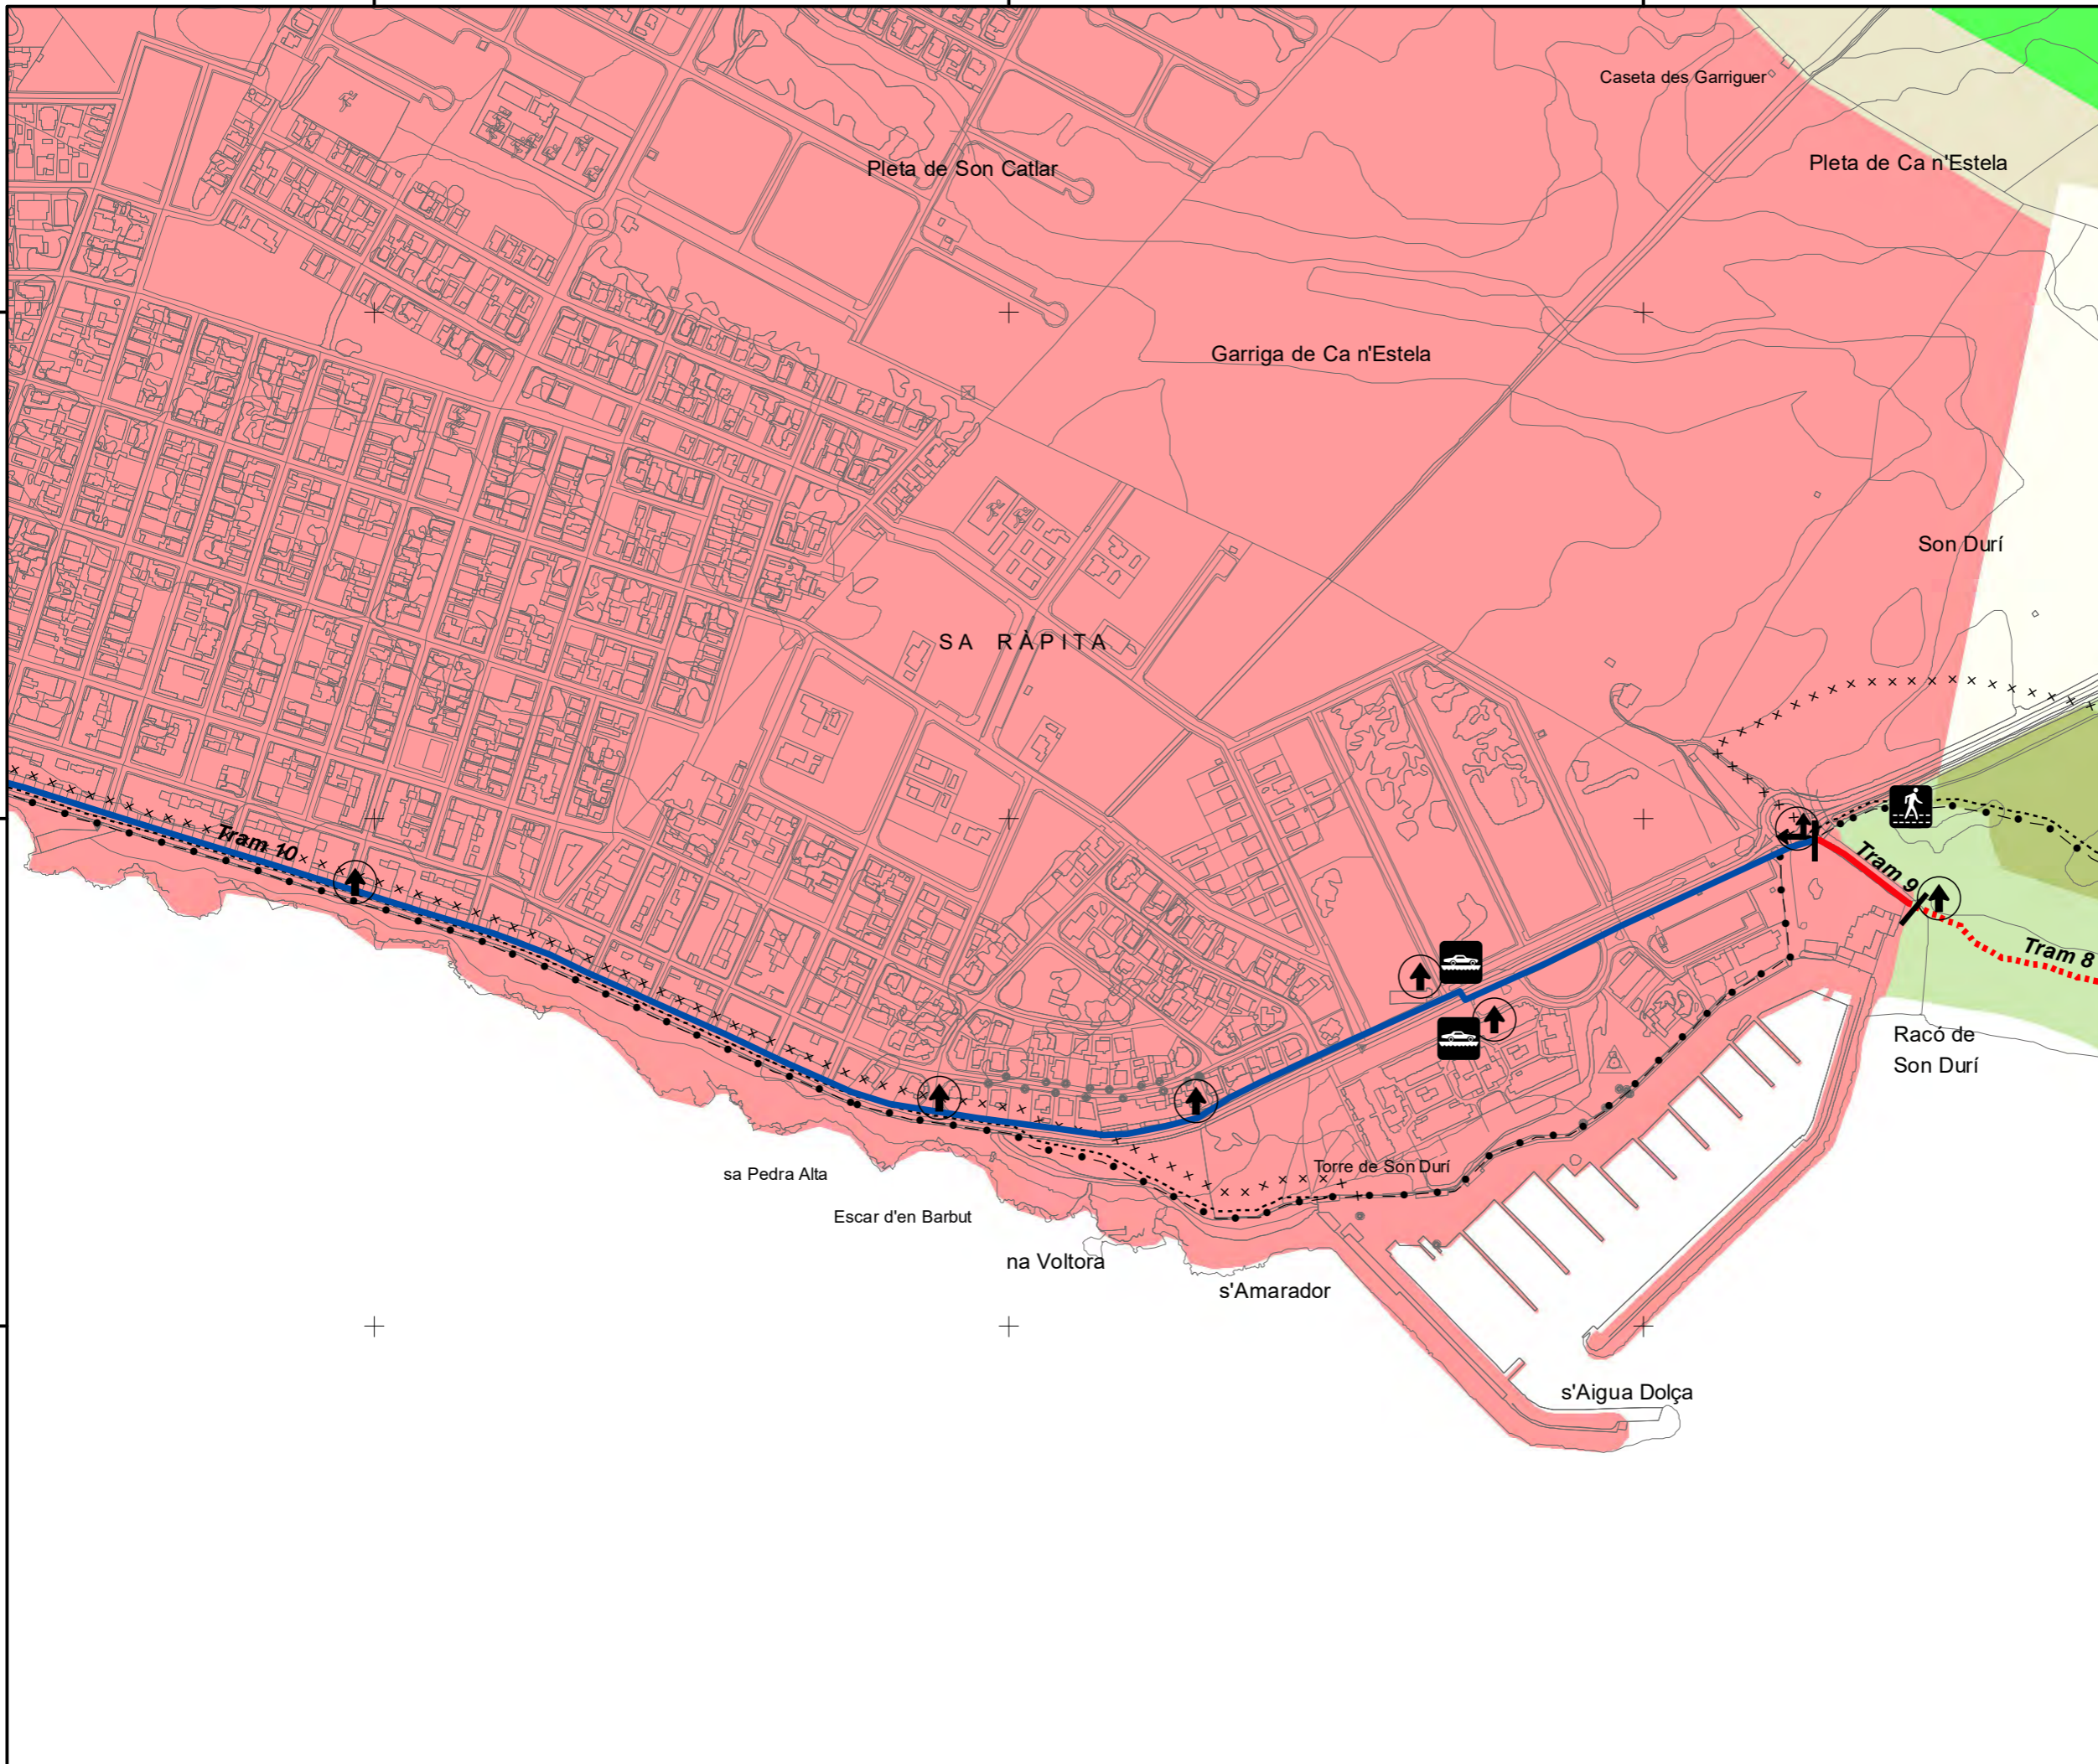 Caseta des Garriguer
Pleta de Son Catlar
Pleta de Ca n'Estela
Garriga de Ca n'Estela
Son Durí
SA RÀPITA
Tram 10
Tram 9
Tram 8
Racó de
Son Durí
Torre de Son Durí
sa Pedra Alta
Escar d'en Barbut
na Voltora
s'Amarador
s'Aigua Dolça